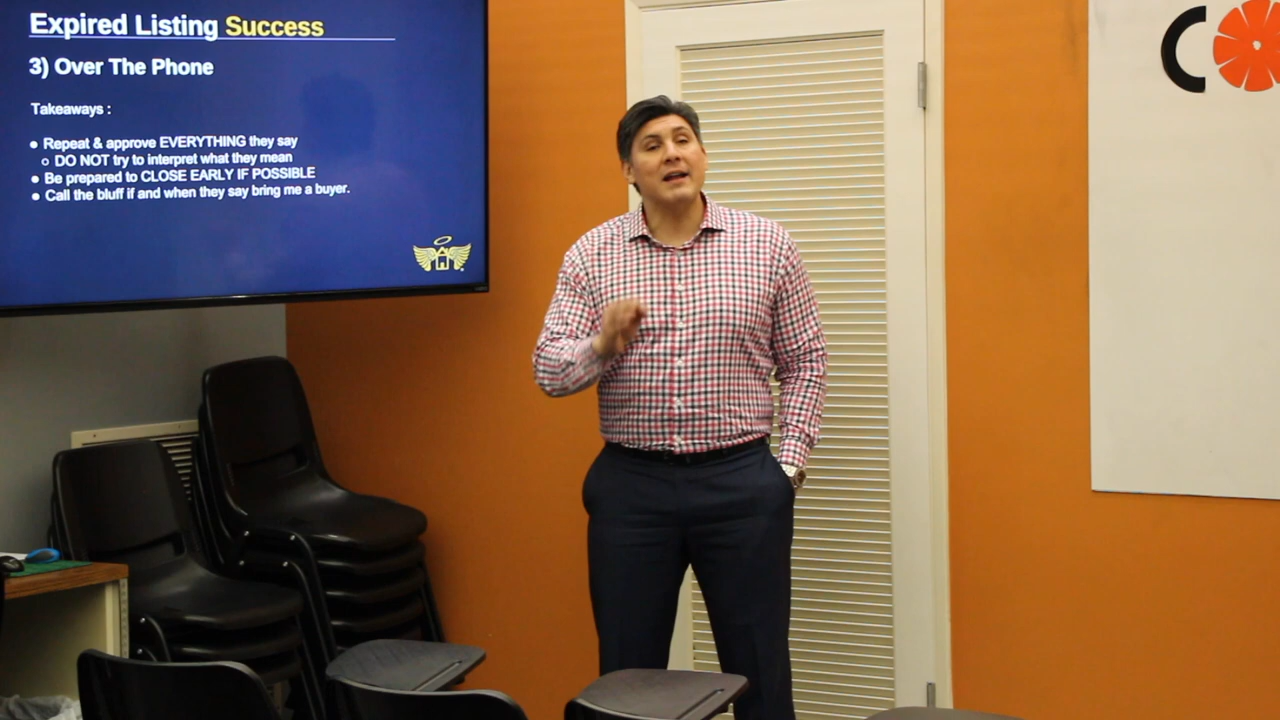 Expired Listing Success
3) Over The Phone
Takeaways :
● Repeat & approve EVERYTHING they say
○ DO NOT try to interpret what they mean
● Be prepared to CLOSE EARLY IF POSSIBLE
● Call the bluff if and when they say bring me a buyer.
CO